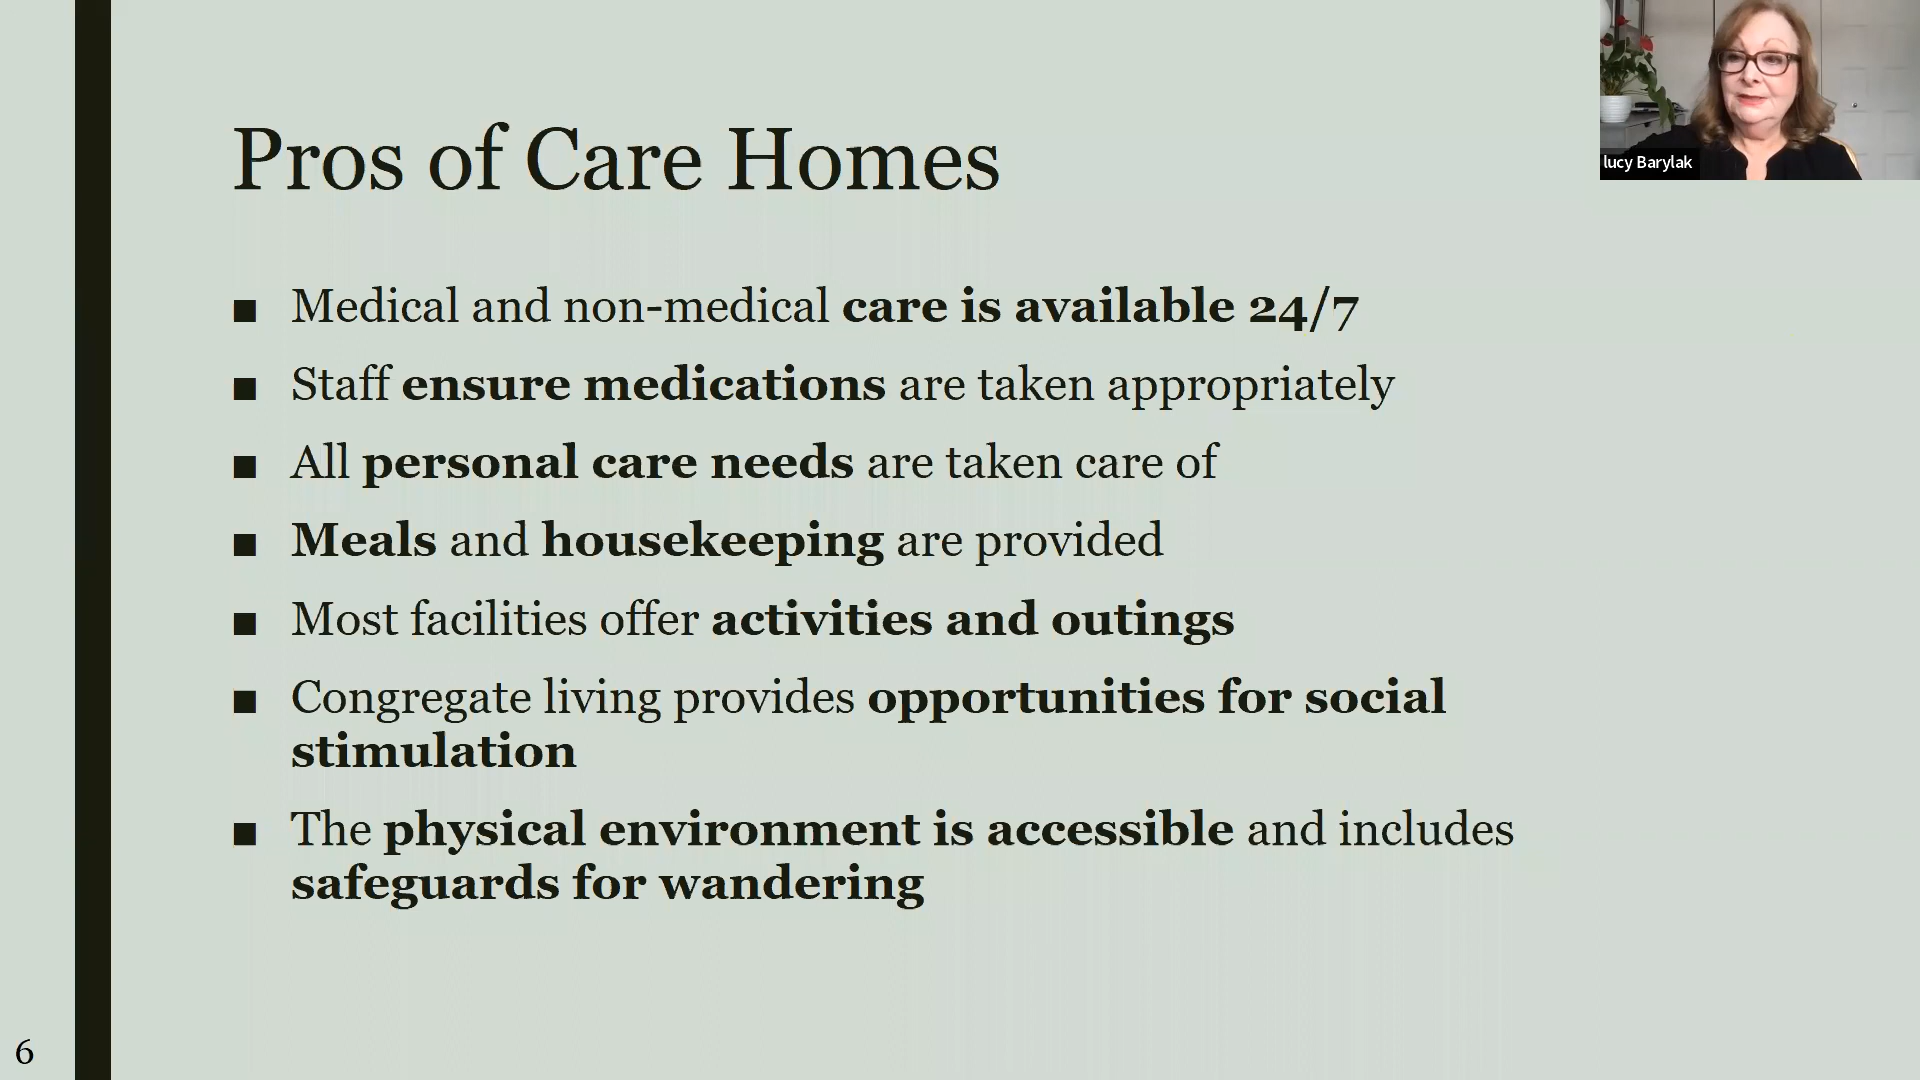 Pros of Care Homes
lucy Barylak
■ Medical and non-medical care is available 24/7
■ Staff ensure medications are taken appropriately
■ All personal care needs are taken care of
■ Meals and housekeeping are provided
■ Most facilities offer activities and outings
■ Congregate living provides opportunities for social
stimulation
■ The physical environment is accessible and includes
safeguards for wandering
6